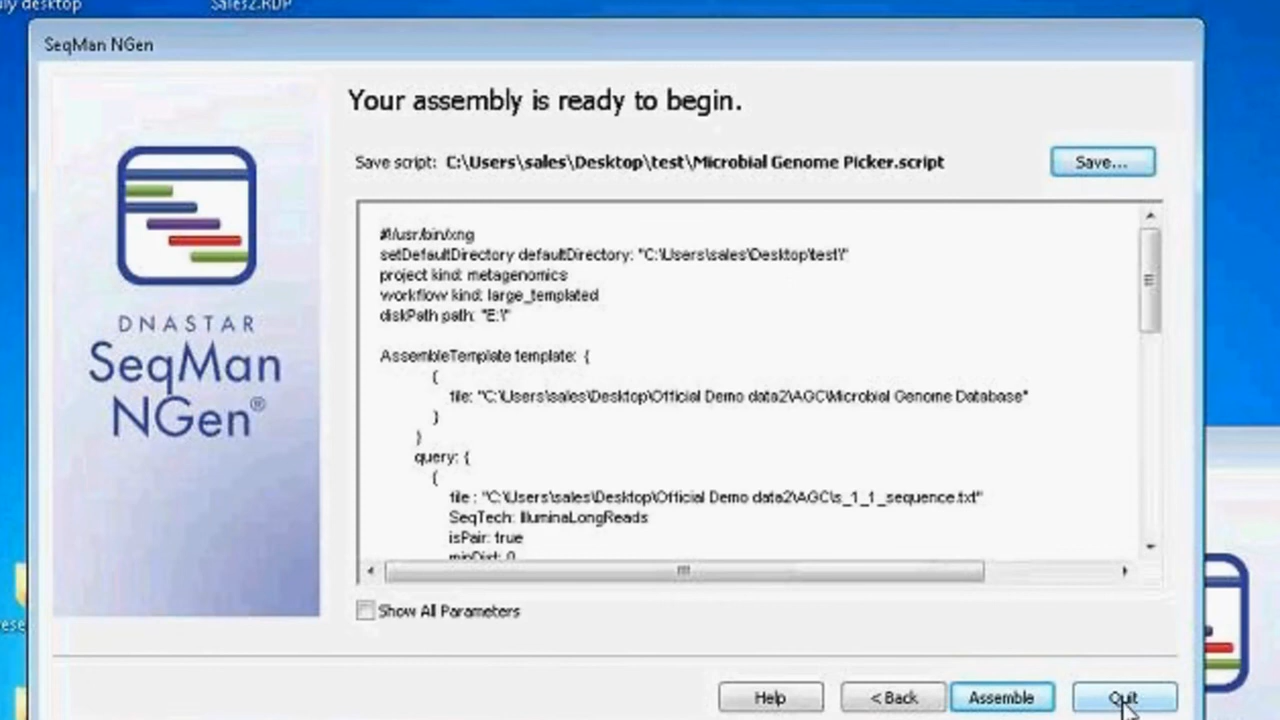 desktop
Sales2.RDP
SeqMan NGen
Your assembly is ready to begin.
Save script: C:\Users\sales\Desktop\test\Microbial Genome Picker.script
Save...
#!/usr/bin/xng
setDefaultDirectory defaultDirectory: "C:\Users\sales\Desktop\test\"
project kind: metagenomics
workflow kind: large_templated
diskPath path: "E:\"
AssembleTemplate template: {
{
file: "C:\Users\sales\Desktop\Official Demo data2\AGC\Microbial Genome Database"
}
}
query: {
{
file : "C:\Users\sales\Desktop\Official Demo data2\AGC\s_1_1_sequence.txt"
SeqTech: IlluminaLongReads
isPair: true
minDist: 0
DNASTAR
SeqMan
NGen®
Show All Parameters
Help
< Back
Assemble
Quit